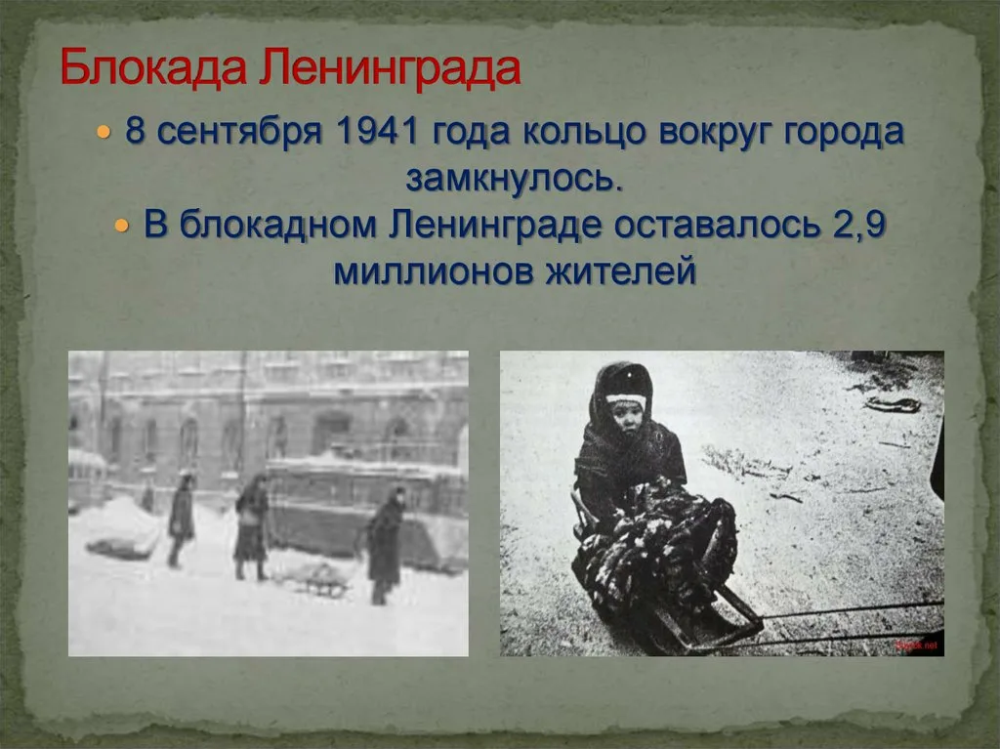 Блокада Ленинграда
• 8 сентября 1941 года кольцо вокруг города
замкнулось.
• В блокадном Ленинграде оставалось 2,9
миллионов жителей